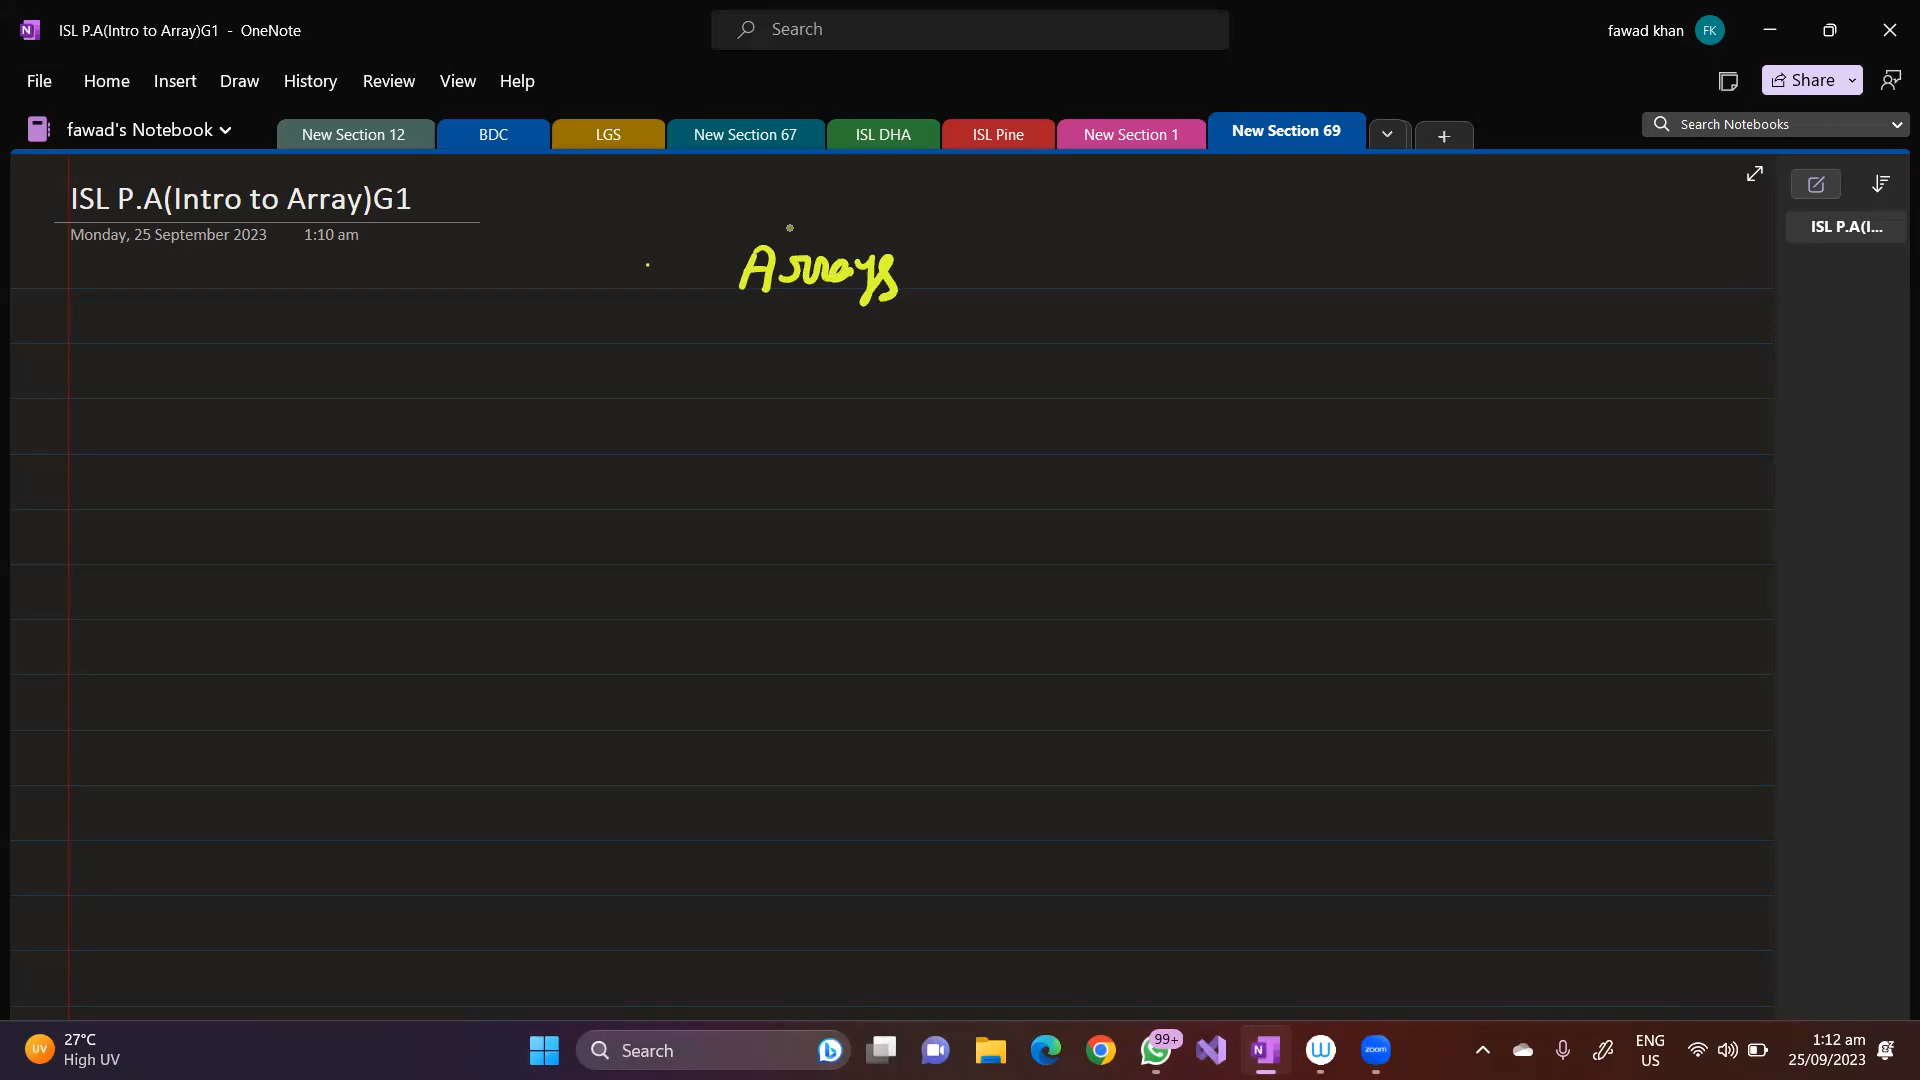 ISL P.A(Intro to Array)G1 - OneNote
Search
fawad khan
FK
File Home Insert Draw History Review View Help
Share
fawad's Notebook
New Section 12
BDC
LGS
New Section 67
ISL DHA
ISL Pine
New Section 1
New Section 69
+
Search Notebooks
ISL P.A(Intro to Array)G1
Monday, 25 September 2023 1:10 am
ISL P.A(I...
Arrays
UV
27°C
High UV
Search
99+
N
W
zoom
ENG
US
1:12 am
25/09/2023